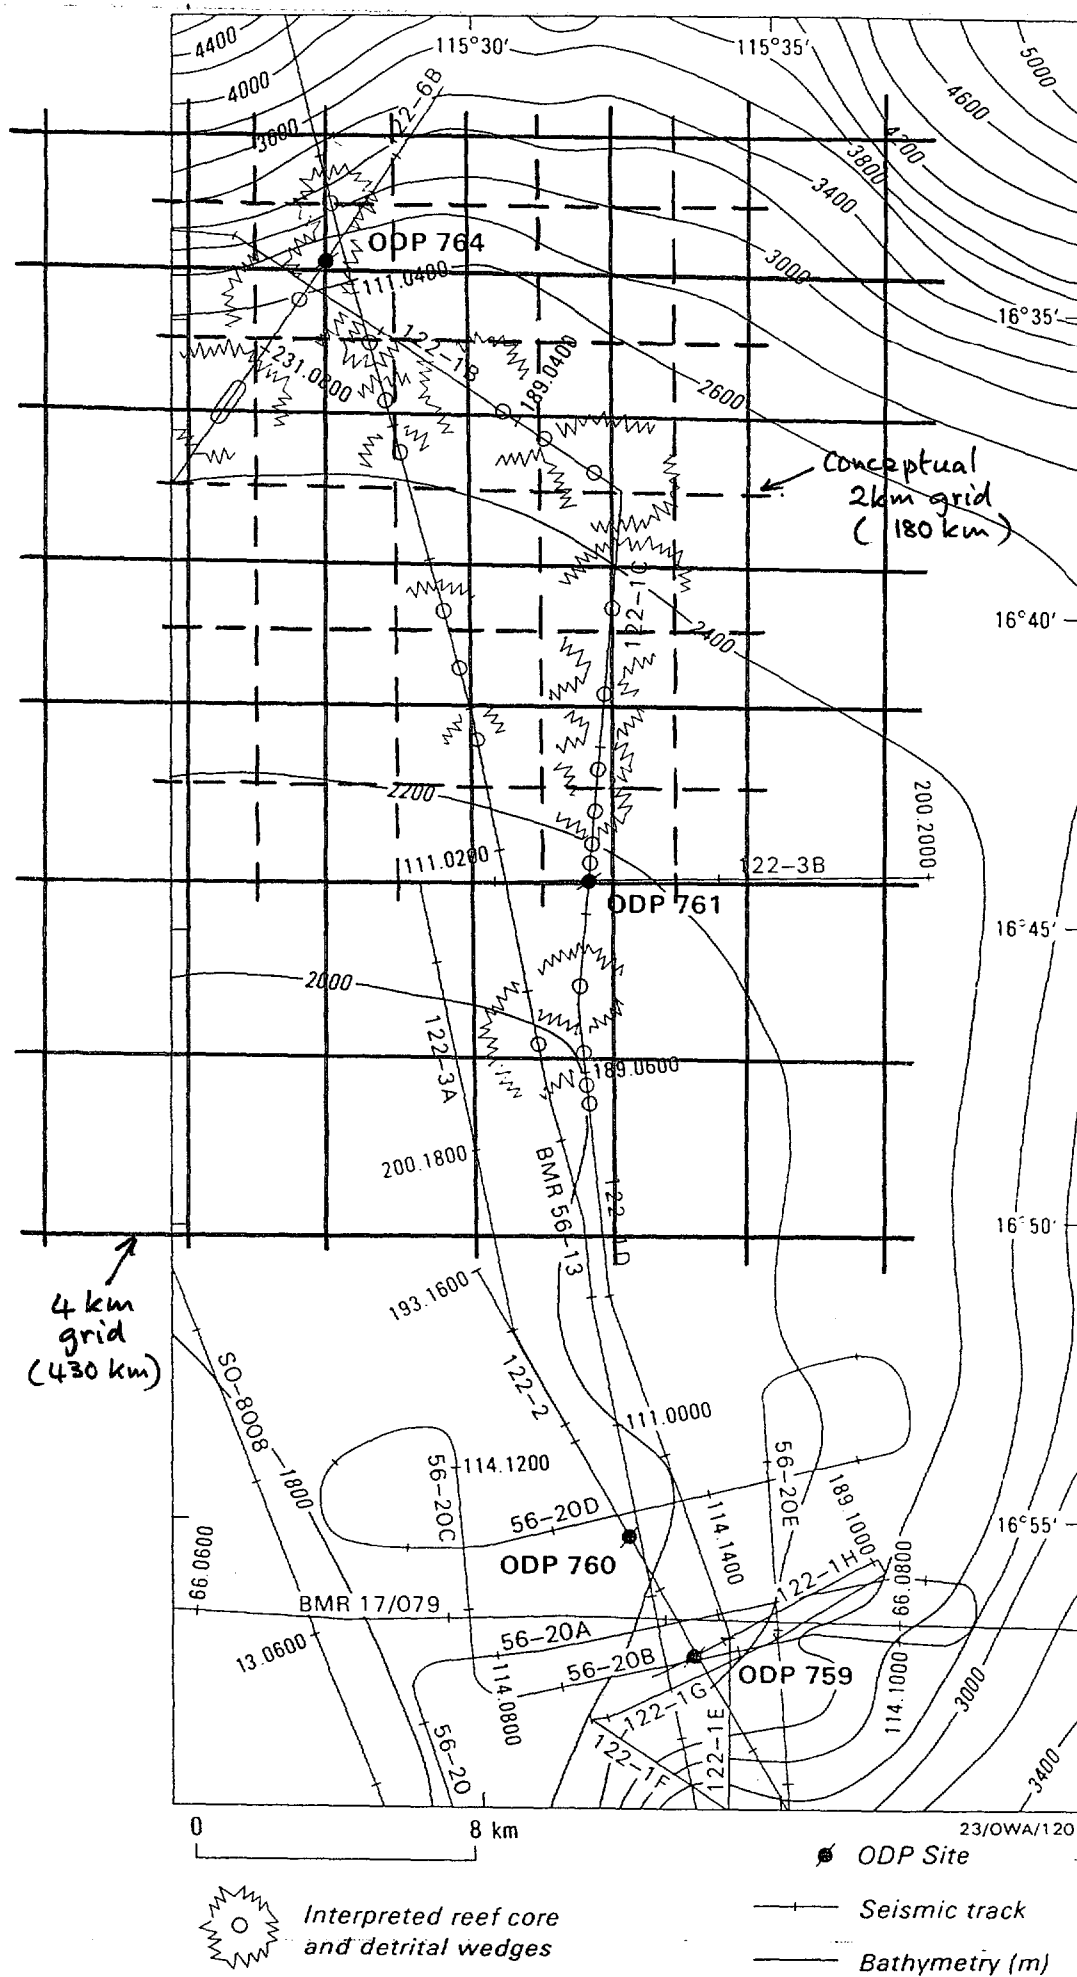 4400
115°30'
115°35'
5000
4000
122-6B
4600
3600
4200
3800
3400
ODP 764
3000
111.0400
16°35'
122-1B
189.0400
231.0800
2600
Conceptual
2km grid
( 180 km)
122-1C
16°40'
2400
2200
200.2000
111.0200
122-3B
ODP 761
16°45'
2000
122-3A
189.0600
200.1800
BMR 56-13
122-1D
16°50'
193.1600
4 km
grid
(430 km)
SO-8008
122-2
111.0000
1800
56-20C
114.1200
56-20E
189.1000
56-20D
114.1400
16°55'
ODP 760
66.0600
122-1H
66.0800
BMR 17/079
56-20A
13.0600
56-20B
ODP 759
114.0800
122-1G
114.1000
3000
56-20
122-1F
122-1E
3400
0
8 km
23/OWA/120
ODP Site
Interpreted reef core
and detrital wedges
Seismic track
Bathymetry (m)